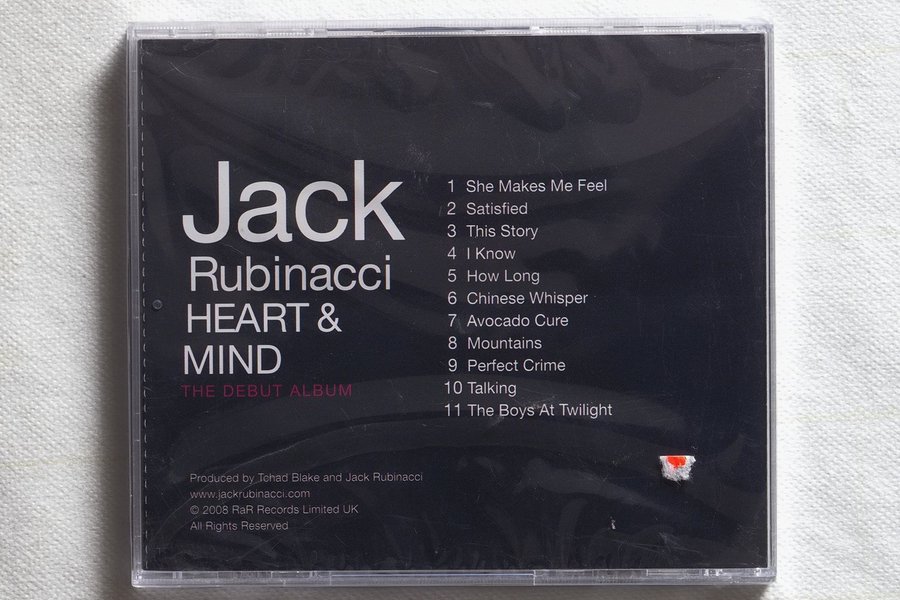 Jack
Rubinacci
HEART &
MIND
THE DEBUT ALBUM
1 She Makes Me Feel
2 Satisfied
3 This Story
4 I Know
5 How Long
6 Chinese Whisper
7 Avocado Cure
8 Mountains
9 Perfect Crime
10 Talking
11 The Boys At Twilight
Produced by Tchad Blake and Jack Rubinacci
www.jackrubinacci.com
© 2008 RaR Records Limited UK
All Rights Reserved